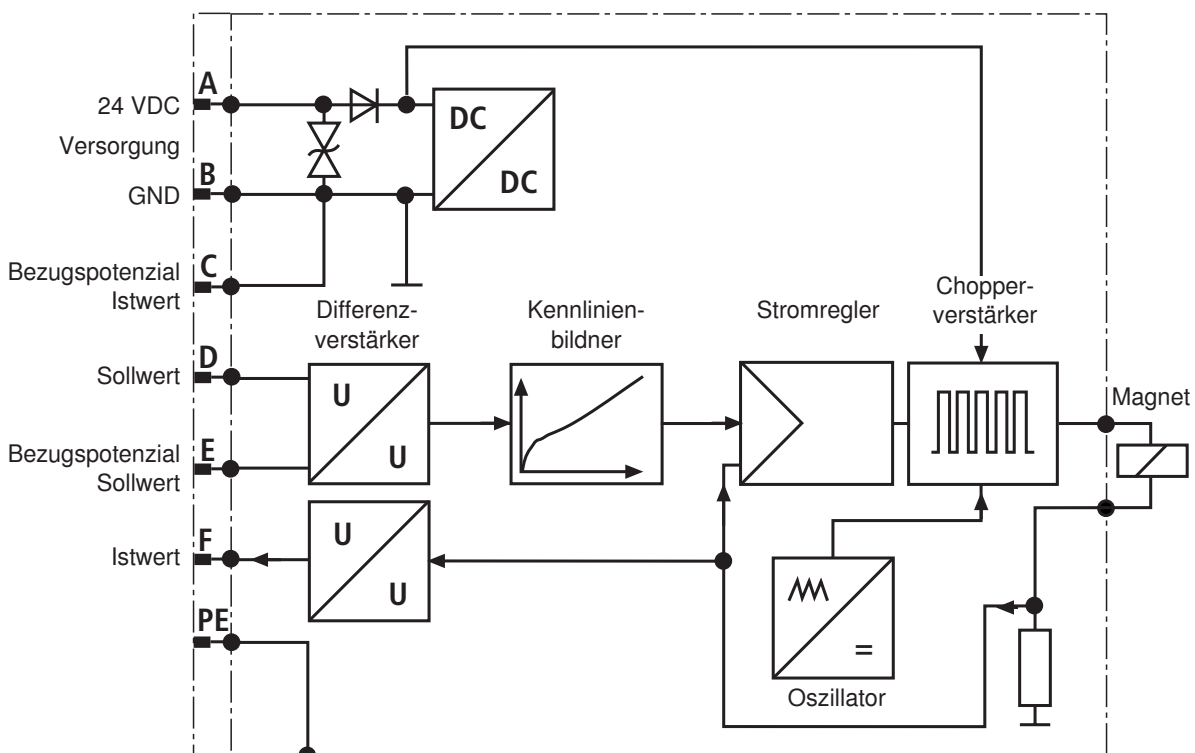 A
24 VDC
Versorgung
DC
DC
B
GND
C
Bezugspotenzial
Istwert
Differenz-
verstärker
Kennlinien-
bildner
Stromregler
Chopper-
verstärker
D
Sollwert
U
U
Magnet
E
Bezugspotenzial
Sollwert
F
Istwert
U
U
=
Oszillator
PE